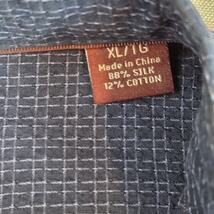 XL/TG
Made in China
88% SILK
12% COTTON